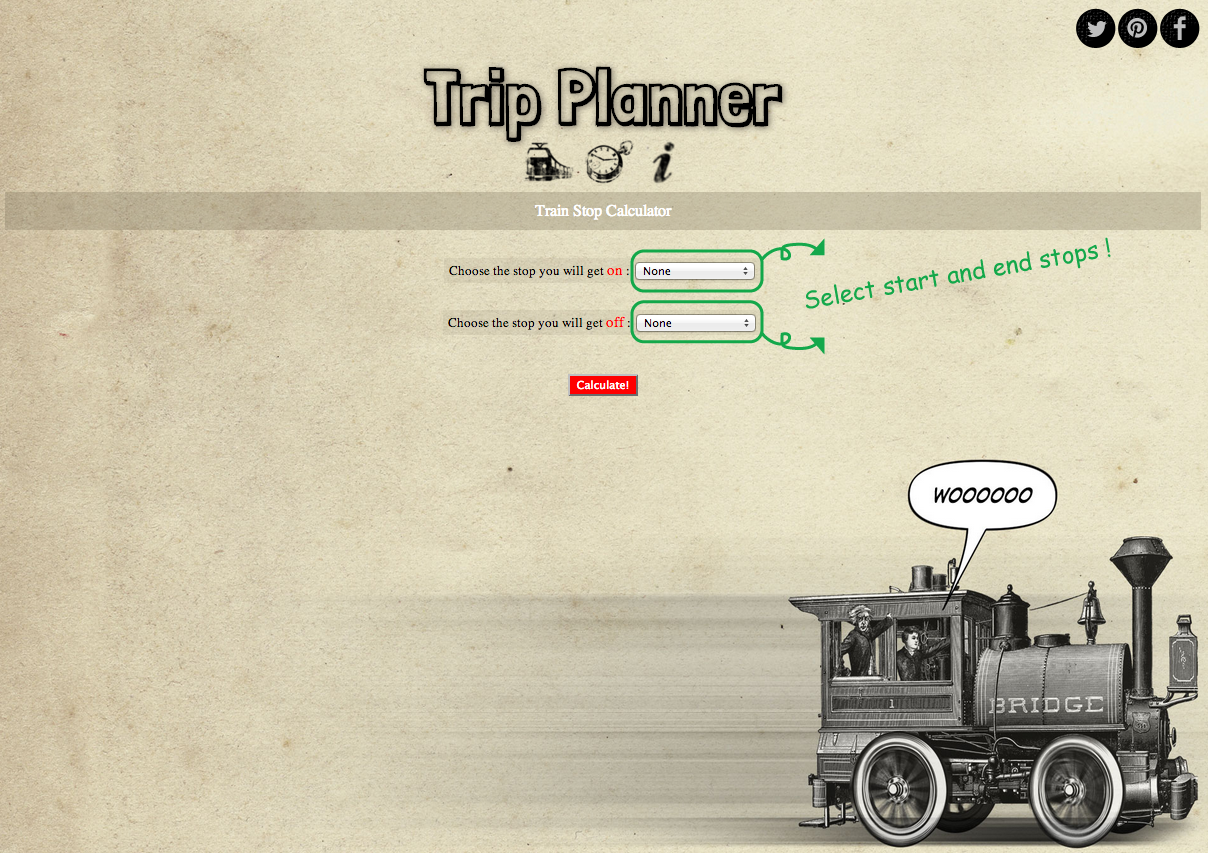 Trip Planner
i
Train Stop Calculator
Choose the stop you will get on : None
Select start and end stops !
Choose the stop you will get off : None
Calculate!
WOOOOOO
BRIDGE
1